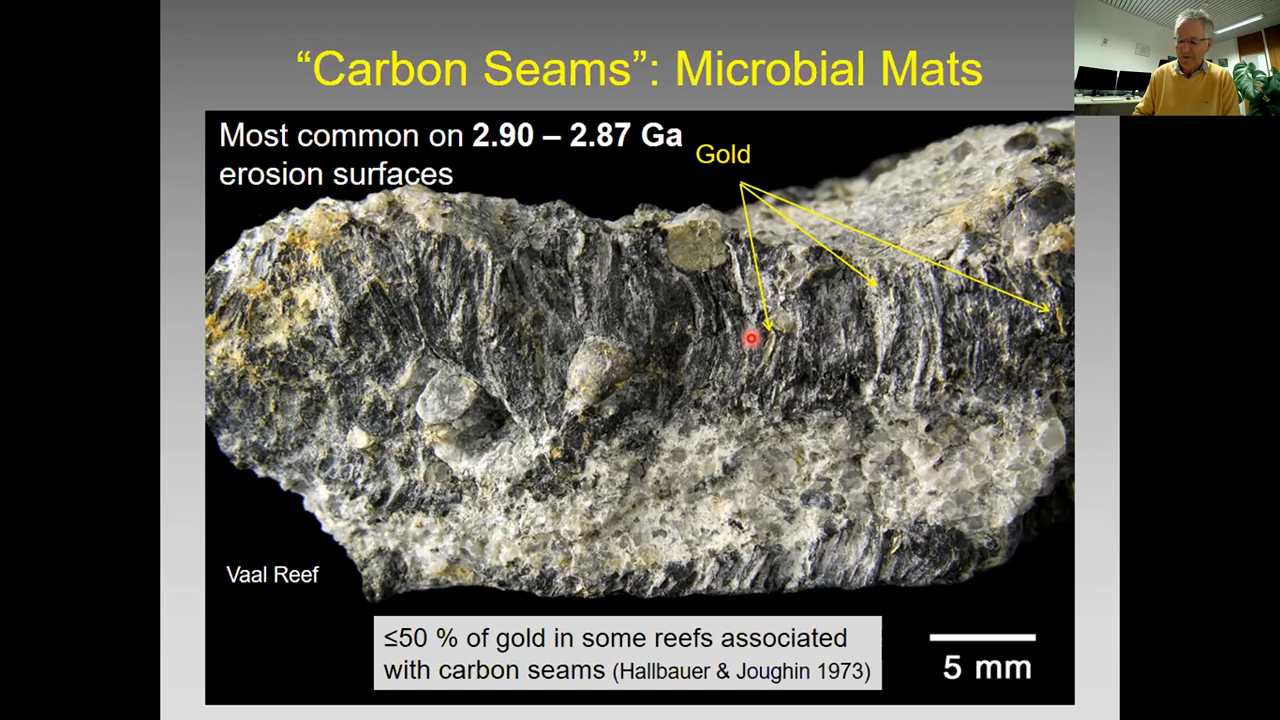 “Carbon Seams”: Microbial Mats
Most common on 2.90 – 2.87 Ga
erosion surfaces
Gold
Vaal Reef
≤50 % of gold in some reefs associated
with carbon seams (Hallbauer & Joughin 1973)
5 mm